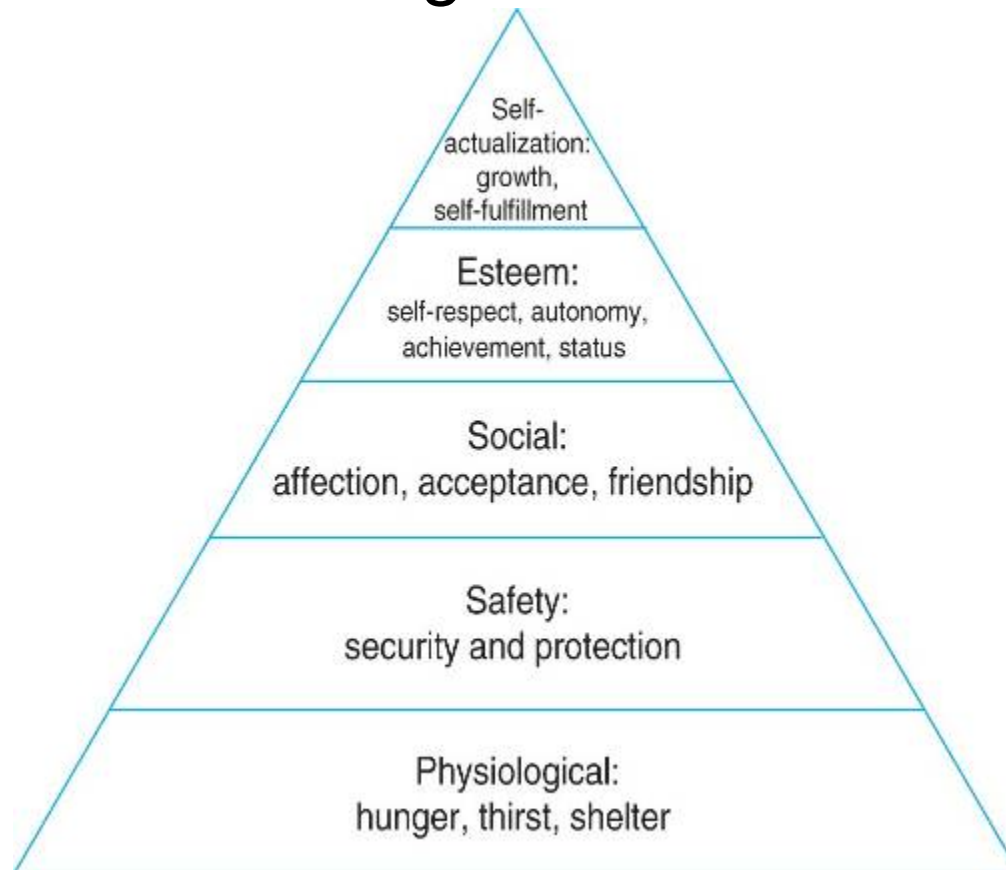 Self-
actualization:
growth,
self-fulfillment
Esteem:
self-respect, autonomy,
achievement, status
Social:
affection, acceptance, friendship
Safety:
security and protection
Physiological:
hunger, thirst, shelter